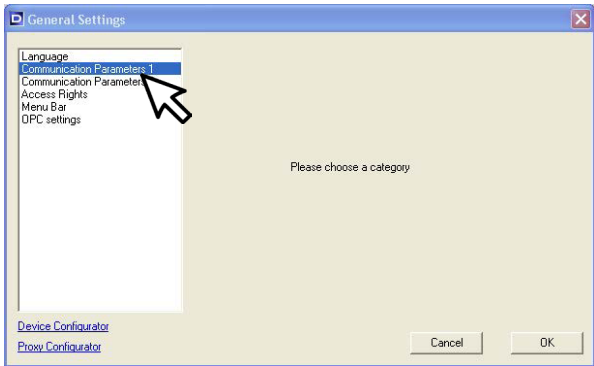 General Settings
Language
Communication Parameters 1
Communication Parameters
Access Rights
Menu Bar
OPC settings
Please choose a category
Device Configurator
Proxy Configurator
Cancel
OK